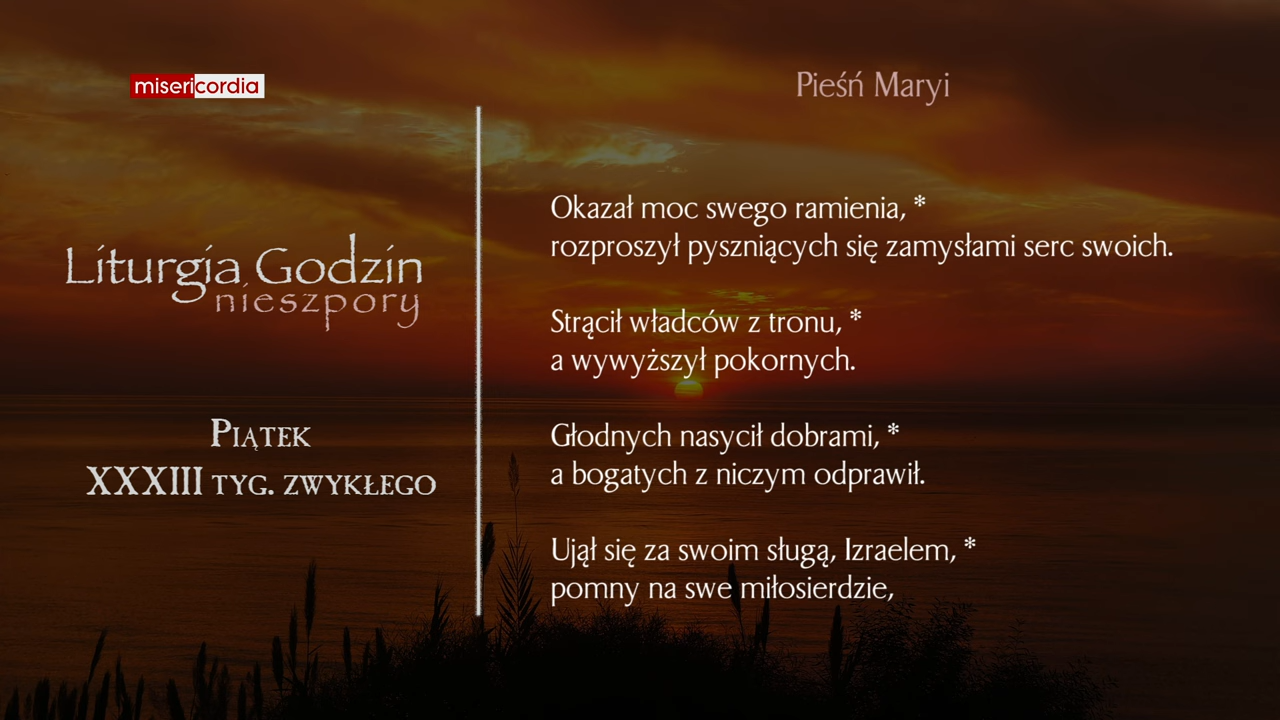 misericordia
Liturgia Godzin
nieszpory
Piątek
XXXIII tyg. zwykłego
Pieśń Maryi
Okazał moc swego ramienia, *
rozproszył pyszniących się zamysłami serc swoich.
Strącił władców z tronu, *
a wywyższył pokornych.
Głodnych nasycił dobrami, *
a bogatych z niczym odprawił.
Ujął się za swoim sługą, Izraelem, *
pomny na swe miłosierdzie,